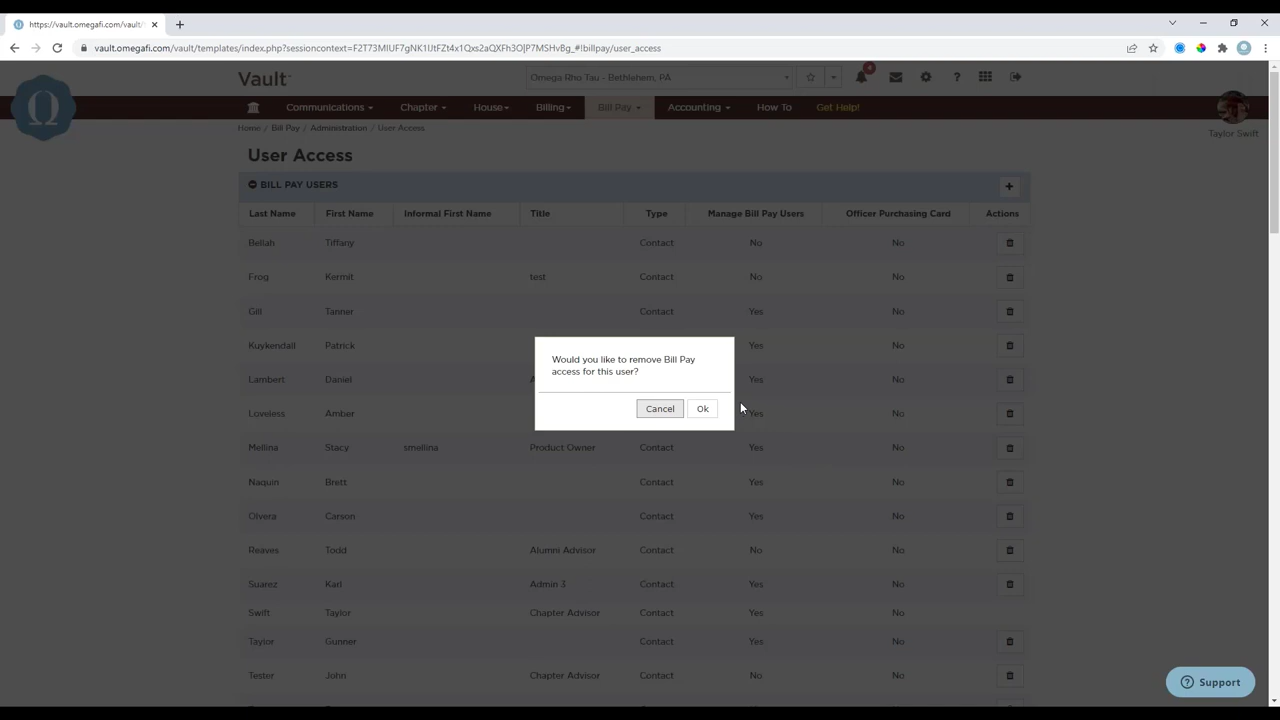 https://vault.omegafi.com/vault/
vault.omegafi.com/vault/templates/index.php?sessioncontext=F2T73MIUF7gNK1UtFZt4x1Qxs2aQXFh3OJP7MSHvBg_#!billpay/user_access
Vault
Omega Rho Tau - Bethlehem, PA
Communications Chapter House Billing Bill Pay Accounting How To Get Help!
Home / Bill Pay / Administration / User Access
Taylor Swift
User Access
BILL PAY USERS
Last Name First Name Informal First Name Title Type Manage Bill Pay Users Officer Purchasing Card Actions
Bellah Tiffany Contact No No
Frog Kermit test Contact No No
Gill Tanner Contact Yes No
Kuykendall Patrick Yes No
Lambert Daniel Yes No
Loveless Amber Yes No
Mellina Stacy smellina Product Owner Contact Yes No
Naquin Brett Contact Yes No
Olvera Carson Contact Yes No
Reaves Todd Alumni Advisor Contact No No
Suarez Karl Admin 3 Contact Yes No
Swift Taylor Chapter Advisor Contact Yes No
Taylor Gunner Contact Yes No
Tester John Chapter Advisor Contact No No
Would you like to remove Bill Pay
access for this user?
Cancel Ok
Support